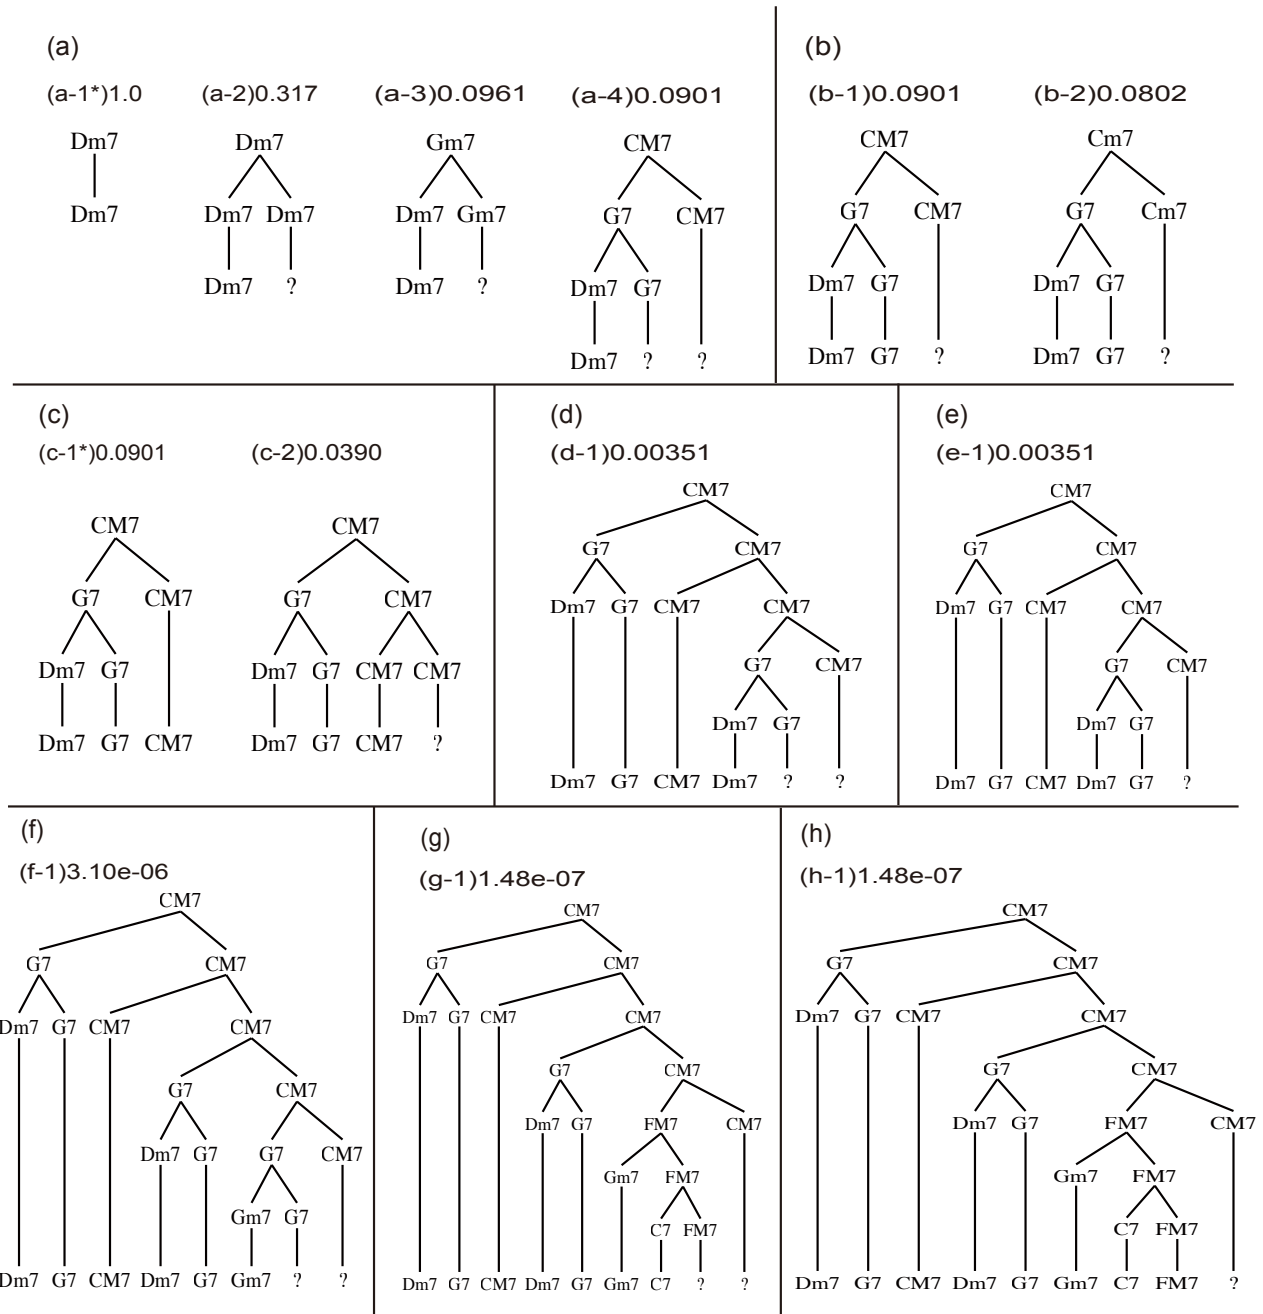 (a)
(a-1*)1.0 (a-2)0.317 (a-3)0.0961 (a-4)0.0901
Dm7 Dm7 Gm7 CM7
Dm7 Dm7 Dm7 Dm7 Gm7 G7 CM7
Dm7 ? Dm7 ? Dm7 G7
Dm7 ? ?
(b)
(b-1)0.0901 (b-2)0.0802
CM7 Cm7
G7 CM7 G7 Cm7
Dm7 G7 Dm7 G7
Dm7 G7 ? Dm7 G7 ?
(c)
(c-1*)0.0901 (c-2)0.0390
CM7 CM7
G7 CM7 G7 CM7
Dm7 G7 Dm7 G7 CM7 CM7
Dm7 G7 CM7 Dm7 G7 CM7 ?
(d)
(d-1)0.00351
CM7
G7 CM7
Dm7 G7 CM7 CM7
G7 CM7
Dm7 G7
Dm7 G7 CM7 Dm7 ? ?
(e)
(e-1)0.00351
CM7
G7 CM7
Dm7 G7 CM7 CM7
G7 CM7
Dm7 G7
Dm7 G7 CM7 Dm7 G7 ?
(f)
(f-1)3.10e-06
CM7
G7 CM7
Dm7 G7 CM7 CM7
G7 CM7
Dm7 G7 G7 CM7
Gm7 G7
Dm7 G7 CM7 Dm7 G7 Gm7 ? ?
(g)
(g-1)1.48e-07
CM7
G7 CM7
Dm7 G7 CM7 CM7
G7 CM7
Dm7 G7 FM7 CM7
Gm7 FM7
C7 FM7
Dm7 G7 CM7 Dm7 G7 Gm7 C7 ? ?
(h)
(h-1)1.48e-07
CM7
G7 CM7
Dm7 G7 CM7 CM7
G7 CM7
Dm7 G7 FM7 CM7
Gm7 FM7
C7 FM7
Dm7 G7 CM7 Dm7 G7 Gm7 C7 FM7 ?